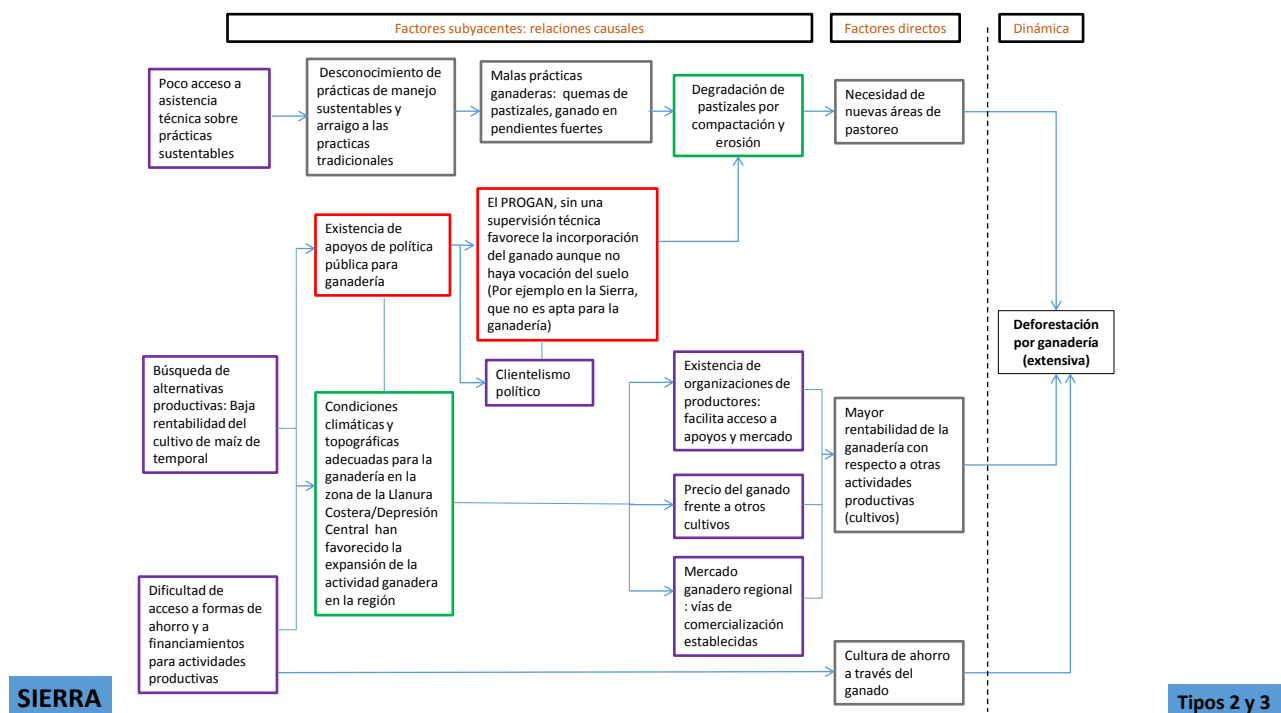 Factores subyacentes: relaciones causales
Factores directos
Dinámica
Poco acceso a
asistencia
técnica sobre
prácticas
sustentables
Desconocimiento de
prácticas de manejo
sustentables y
arraigo a las
practicas
tradicionales
Malas prácticas
ganaderas: quemas de
pastizales, ganado en
pendientes fuertes
Degradación de
pastizales por
compactación y
erosión
Necesidad de
nuevas áreas de
pastoreo
Existencia de
apoyos de política
pública para
ganadería
El PROGAN, sin una
supervisión técnica
favorece la incorporación
del ganado aunque no
haya vocación del suelo
(Por ejemplo en la Sierra,
que no es apta para la
ganadería)
Deforestación
por ganadería
(extensiva)
Búsqueda de
alternativas
productivas: Baja
rentabilidad del
cultivo de maíz de
temporal
Clientelismo
político
Condiciones
climáticas y
topográficas
adecuadas para la
ganadería en la
zona de la Llanura
Costera/Depresión
Central han
favorecido la
expansión de la
actividad ganadera
en la región
Existencia de
organizaciones de
productores:
facilita acceso a
apoyos y mercado
Precio del ganado
frente a otros
cultivos
Mercado
ganadero regional
: vías de
comercialización
establecidas
Mayor
rentabilidad de la
ganadería con
respecto a otras
actividades
productivas
(cultivos)
Dificultad de
acceso a formas de
ahorro y a
financiamientos
para actividades
productivas
Cultura de ahorro
a través del
ganado
SIERRA
Tipos 2 y 3